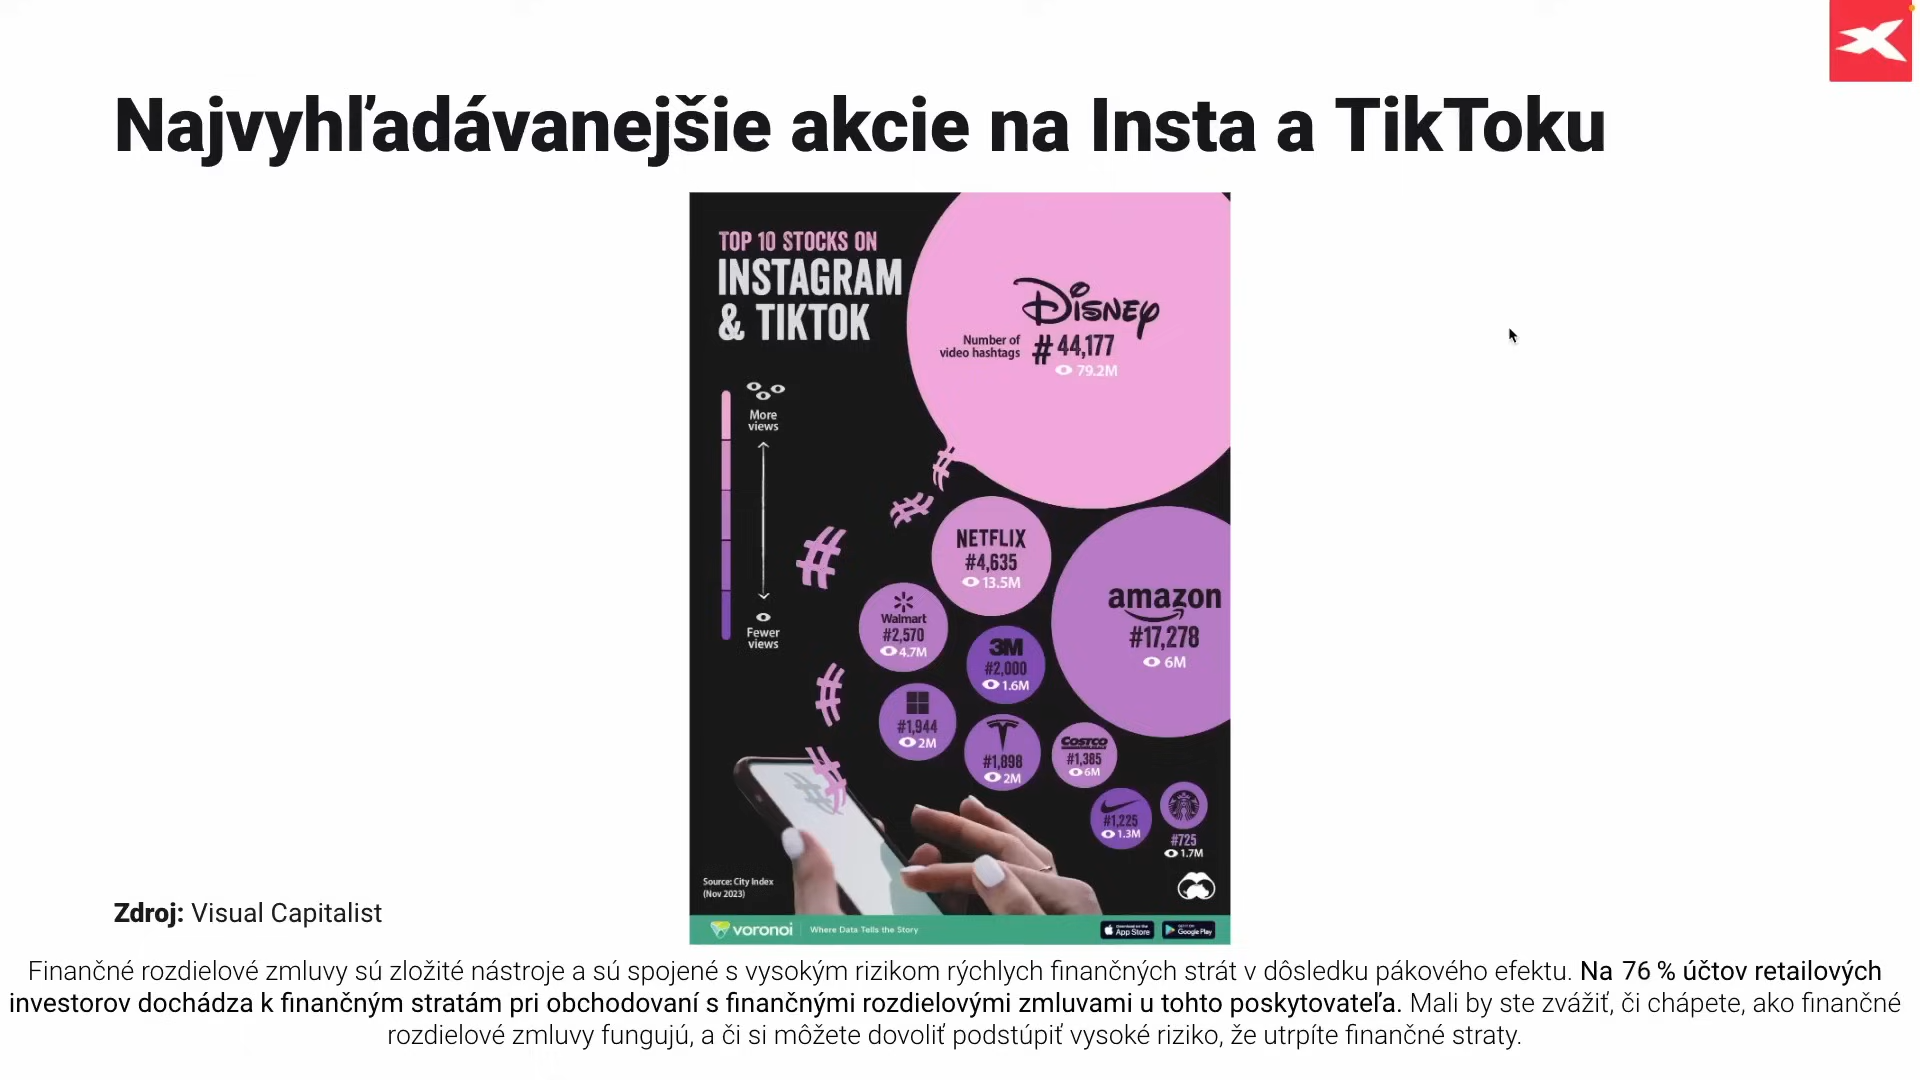 Najvyhľadávanejšie akcie na Insta a TikToku
TOP 10 STOCKS ON
INSTAGRAM
& TIKTOK
DISNEY
Number of
video hashtags
# 44,177
79.2M
More
views
Fewer
views
NETFLIX
#4,635
13.5M
amazon
#17,278
6M
Walmart
#2,570
4.7M
3M
#2,000
1.6M
#1,944
2M
#1,898
2M
COSTCO
#1,385
6M
#1,225
1.3M
#725
1.7M
Source: City Index
(Nov 2023)
voronoi
Where Data Tells the Story
App Store
Google Play
Zdroj: Visual Capitalist
Finančné rozdielové zmluvy sú zložité nástroje a sú spojené s vysokým rizikom rýchlych finančných strát v dôsledku pákového efektu. Na 76 % účtov retailových
investorov dochádza k finančným stratám pri obchodovaní s finančnými rozdielovými zmluvami u tohto poskytovateľa. Mali by ste zvážiť, či chápete, ako finančné
rozdielové zmluvy fungujú, a či si môžete dovoliť podstúpiť vysoké riziko, že utrpíte finančné straty.